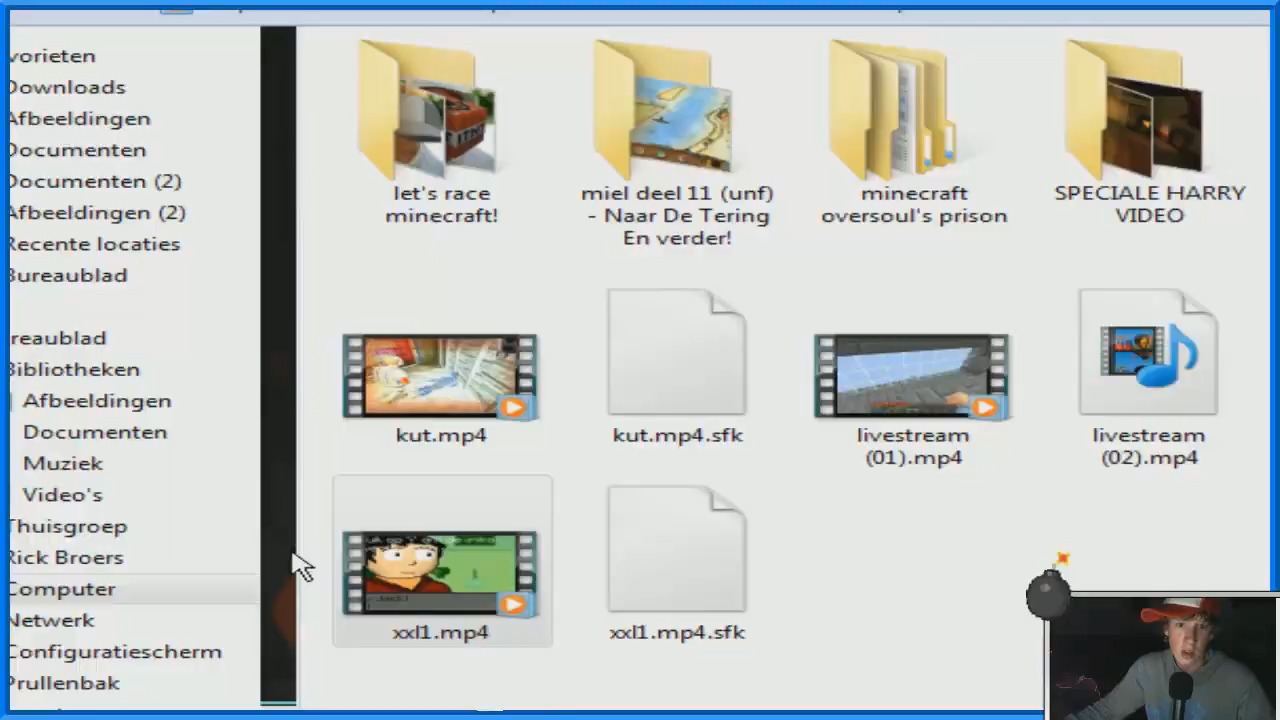 vorieten
Downloads
Afbeeldingen
Documenten
Documenten (2)
Afbeeldingen (2)
Recente locaties
Bureaublad
reaublad
Bibliotheken
Afbeeldingen
Documenten
Muziek
Video's
Thuisgroep
Rick Broers
Computer
Netwerk
Configuratiescherm
Prullenbak
let's race
minecraft!
miel deel 11 (unf)
- Naar De Tering
En verder!
minecraft
oversoul's prison
SPECIALE HARRY
VIDEO
kut.mp4
kut.mp4.sfk
livestream
(01).mp4
livestream
(02).mp4
xxl1.mp4
xxl1.mp4.sfk